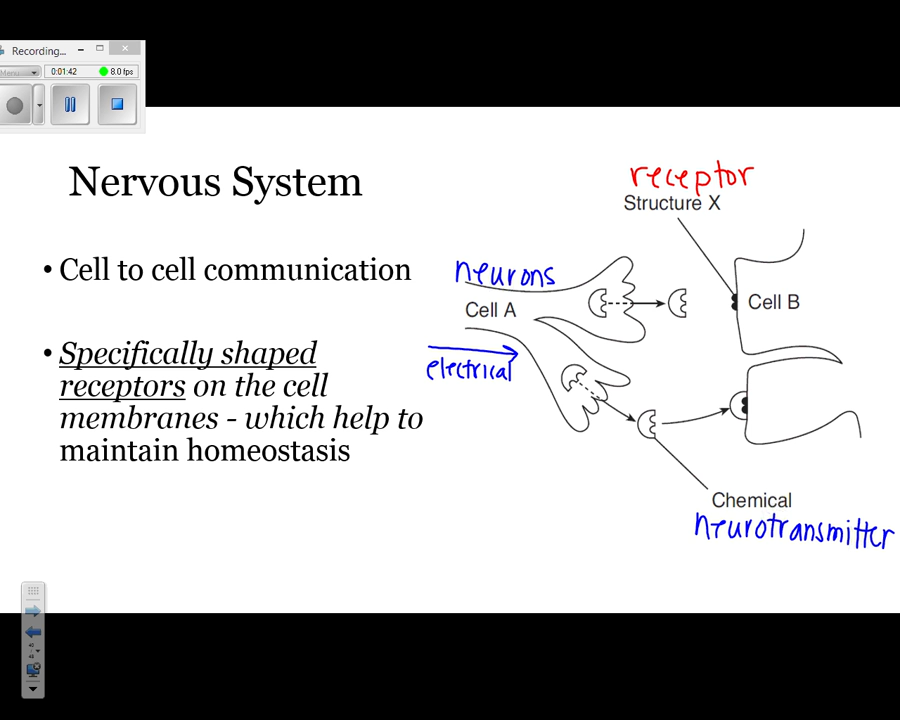 Recording...
Menu
0:01:42
8.0 fps
Nervous System
• Cell to cell communication
• Specifically shaped
receptors on the cell
membranes - which help to
maintain homeostasis
receptor
Structure X
neurons
Cell A
Cell B
electrical
Chemical
neurotransmitter